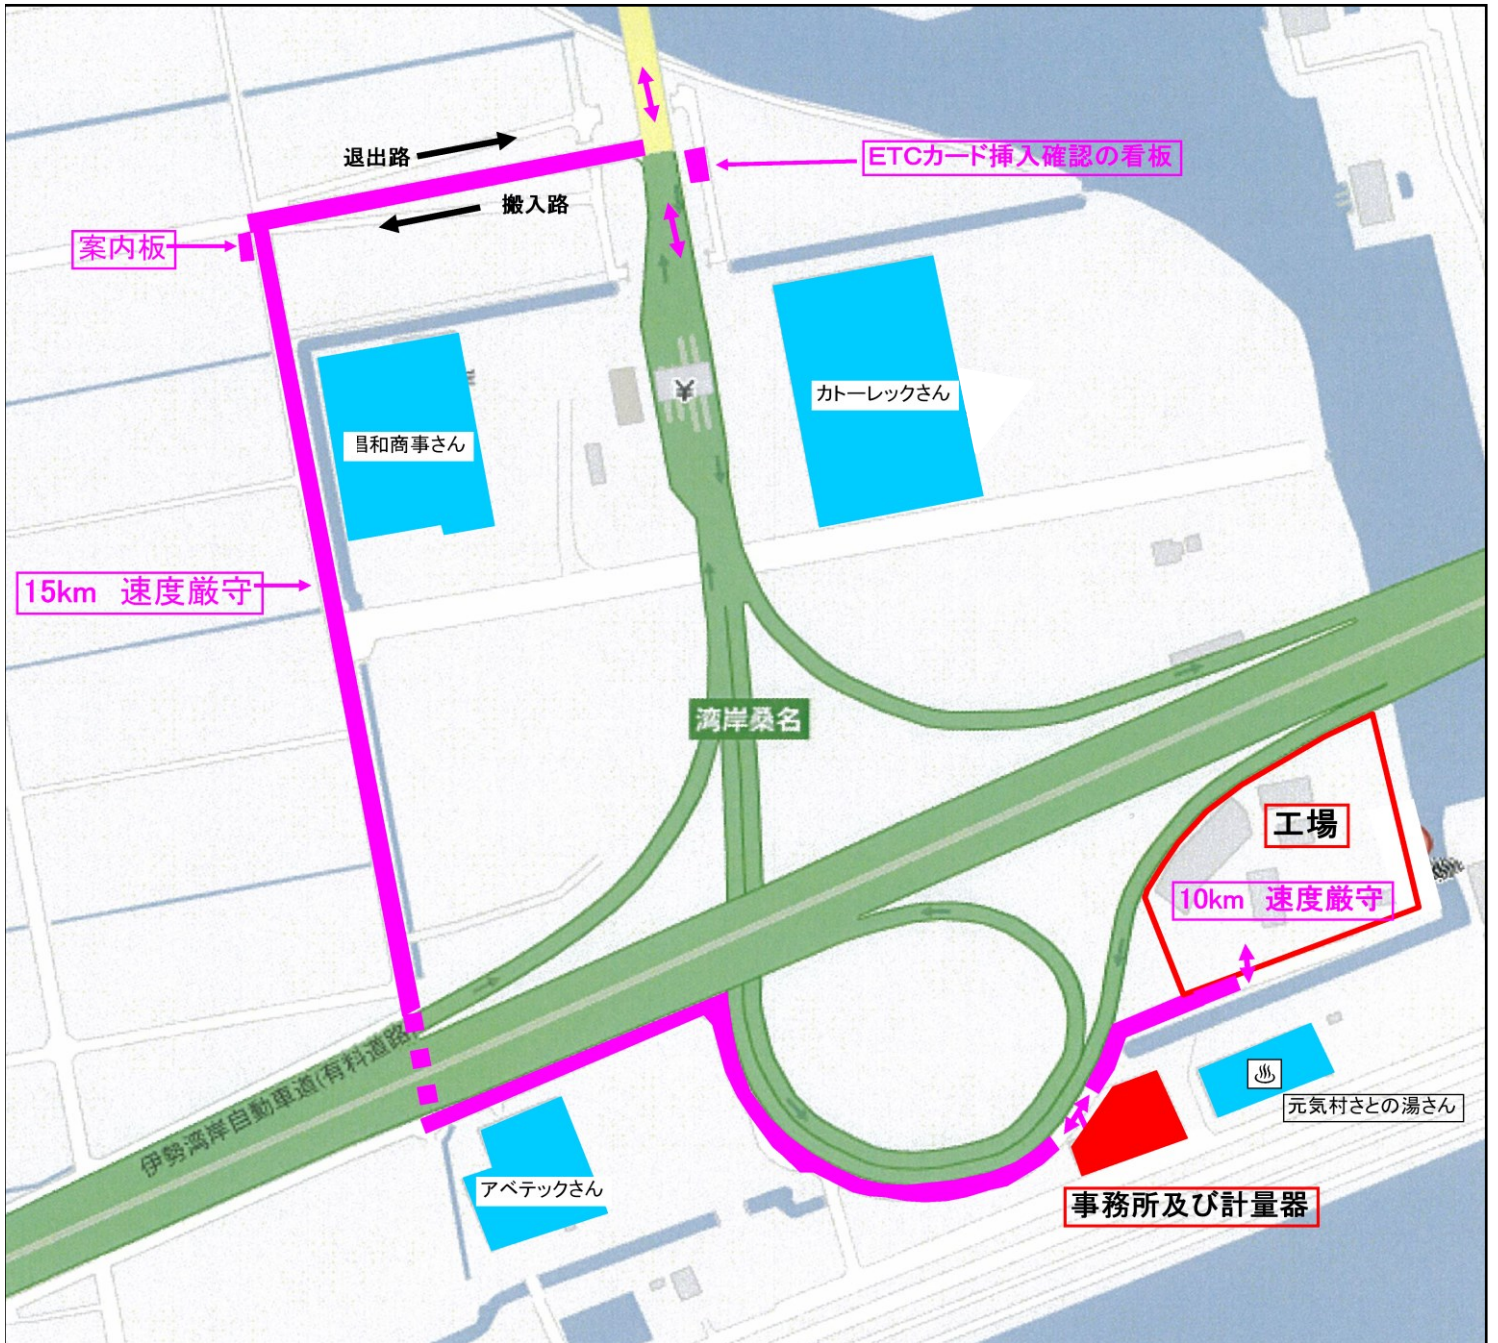 退出路
ETCカード挿入確認の看板
搬入路
案内板
¥
カトーレックさん
昌和商事さん
15km 速度厳守
湾岸桑名
工場
10km 速度厳守
伊勢湾岸自動車道(有料道路)
元気村さとの湯さん
アベテックさん
事務所及び計量器